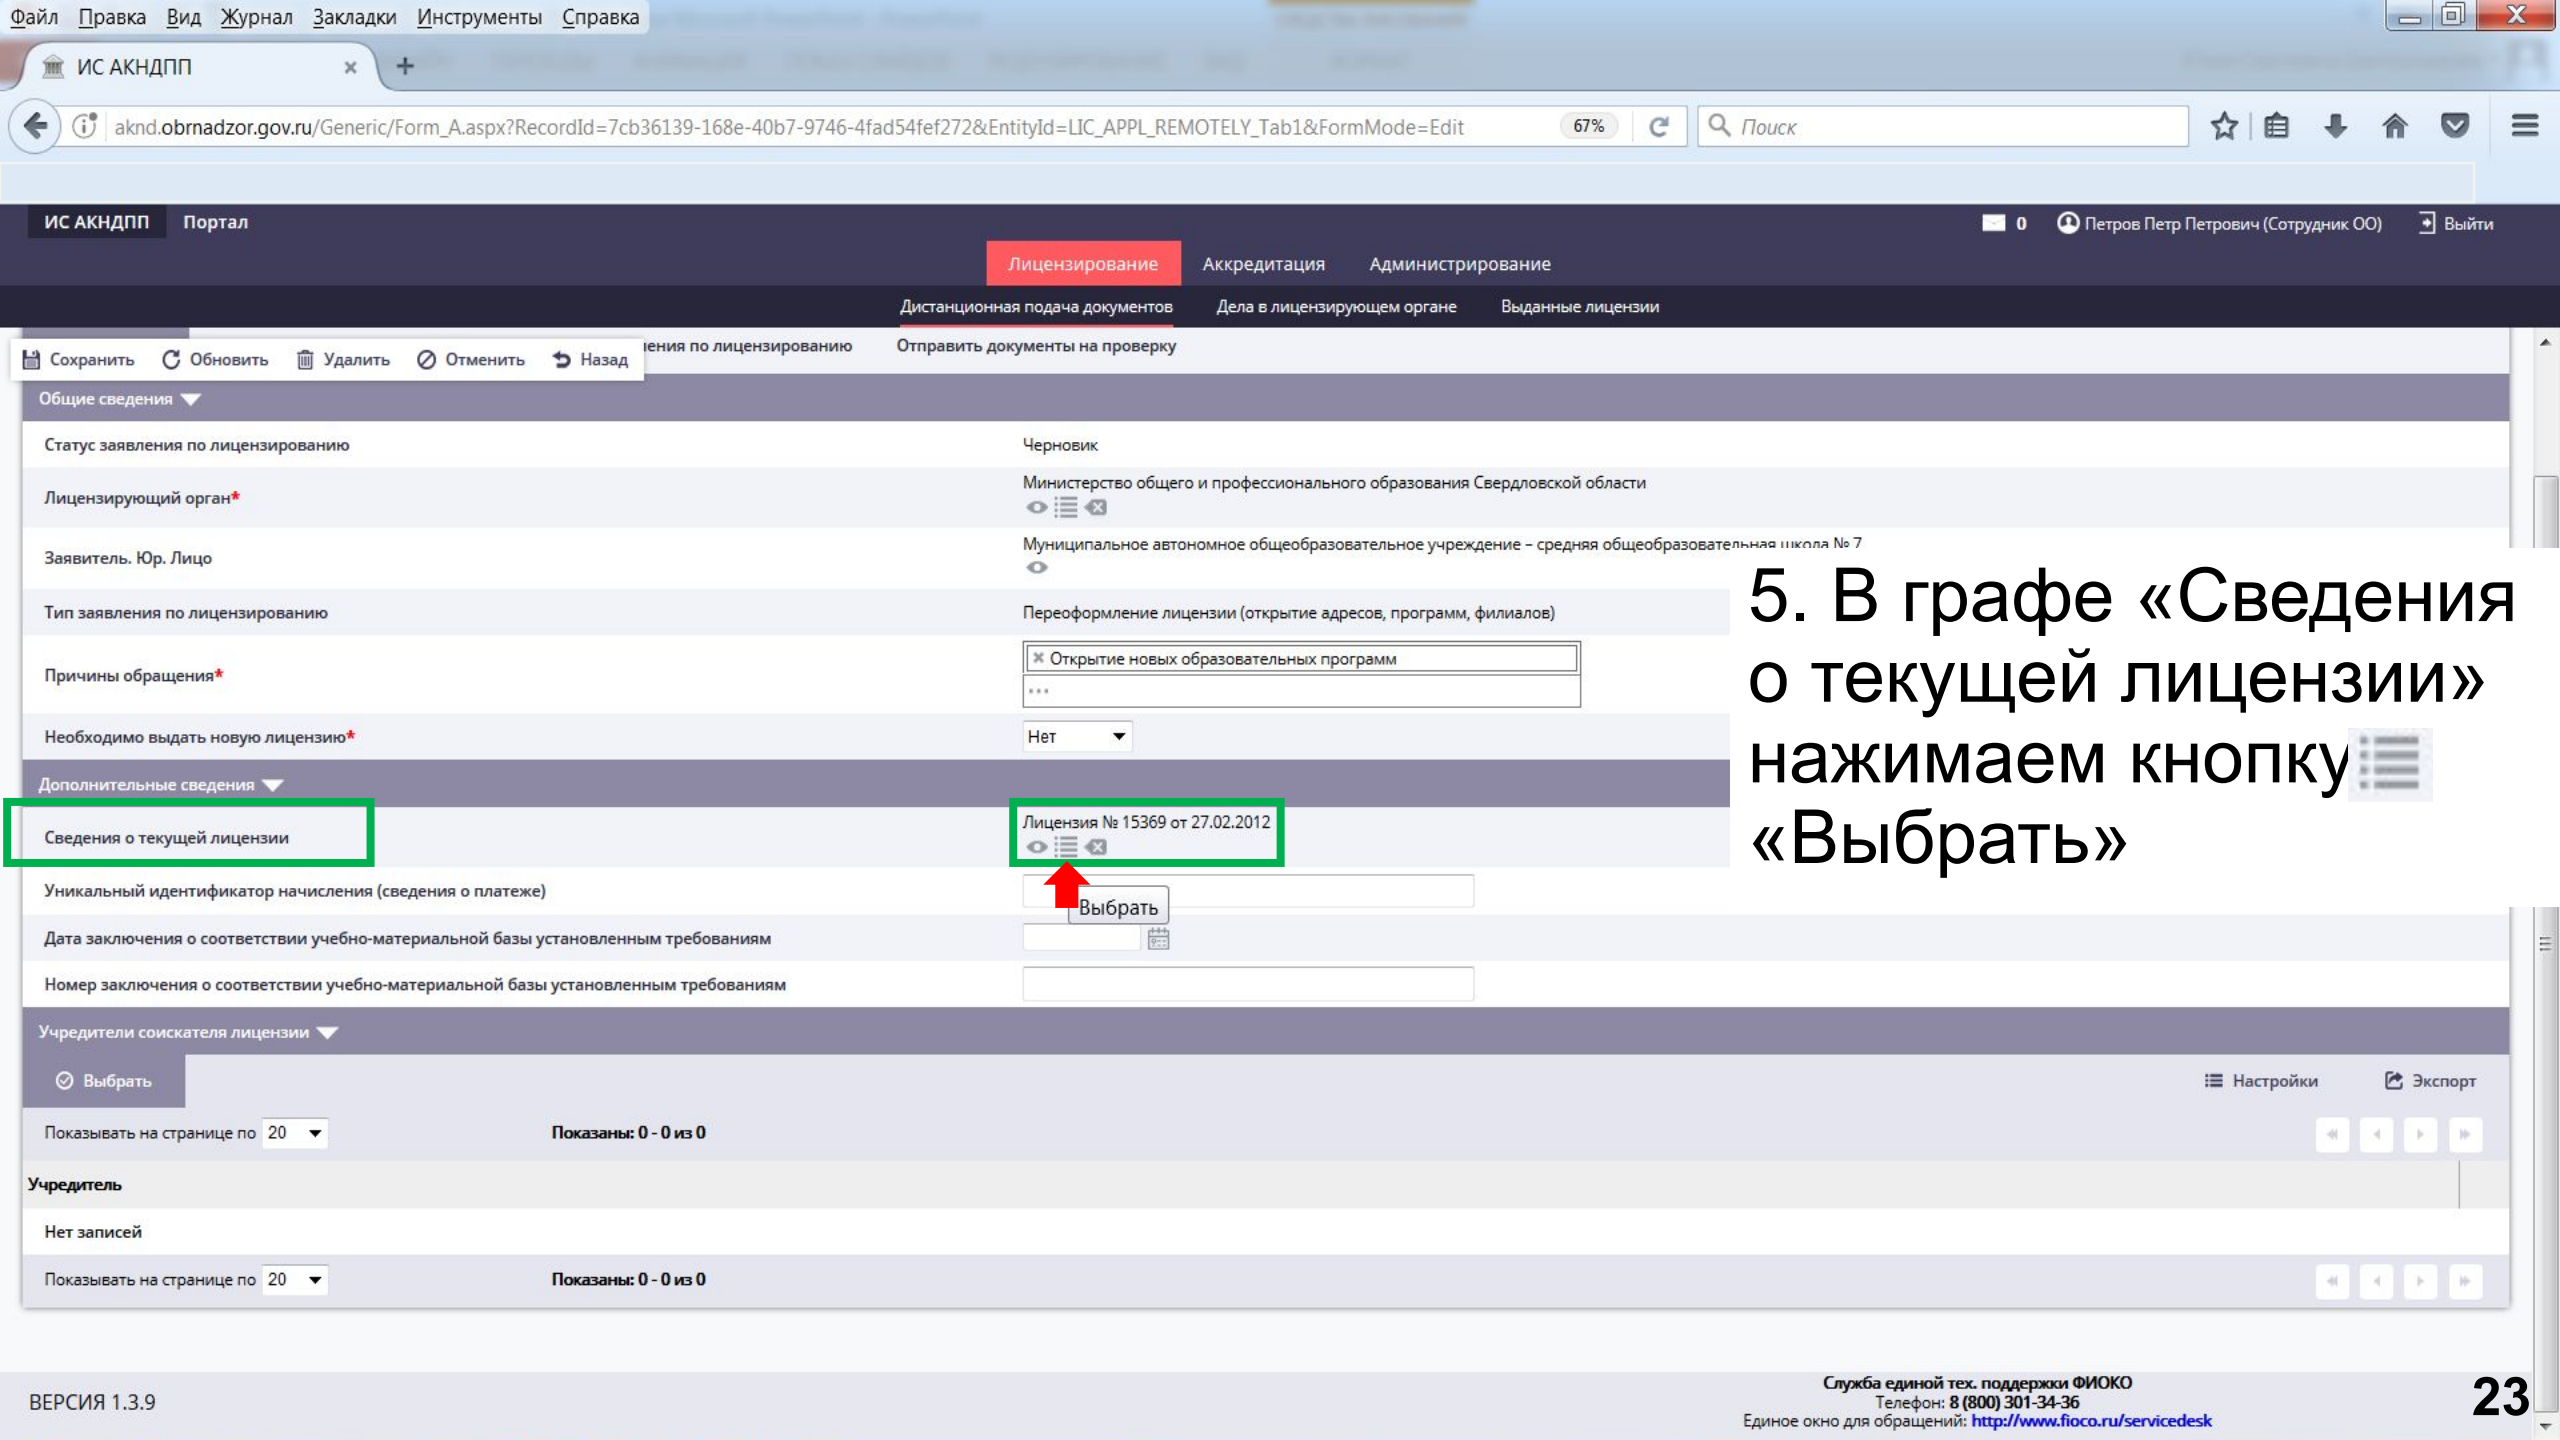 Файл Правка Вид Журнал Закладки Инструменты Справка
ИС АКНДПП
aknd.obrnadzor.gov.ru/Generic/Form_A.aspx?RecordId=7cb36139-168e-40b7-9746-4fad54fef272&EntityId=LIC_APPL_REMOTELY_Tab1&FormMode=Edit 67% Поиск
ИС АКНДПП Портал 0 Петров Петр Петрович (Сотрудник ОО) Выйти
Лицензирование Аккредитация Администрирование
Дистанционная подача документов Дела в лицензирующем органе Выданные лицензии
Сохранить Обновить Удалить Отменить Назад ения по лицензированию Отправить документы на проверку
Общие сведения
Статус заявления по лицензированию Черновик
Лицензирующий орган* Министерство общего и профессионального образования Свердловской области
Заявитель. Юр. Лицо Муниципальное автономное общеобразовательное учреждение – средняя общеобразовательная школа № 7
Тип заявления по лицензированию Переоформление лицензии (открытие адресов, программ, филиалов)
Причины обращения* Открытие новых образовательных программ
...
Необходимо выдать новую лицензию* Нет
5. В графе «Сведения
о текущей лицензии»
нажимаем кнопку
«Выбрать»
Дополнительные сведения
Сведения о текущей лицензии Лицензия № 15369 от 27.02.2012
Уникальный идентификатор начисления (сведения о платеже)
Выбрать
Дата заключения о соответствии учебно-материальной базы установленным требованиям
Номер заключения о соответствии учебно-материальной базы установленным требованиям
Учредители соискателя лицензии
Выбрать Настройки Экспорт
Показывать на странице по 20 Показаны: 0 - 0 из 0
Учредитель
Нет записей
Показывать на странице по 20 Показаны: 0 - 0 из 0
ВЕРСИЯ 1.3.9
Служба единой тех. поддержки ФИОКО
Телефон: 8 (800) 301-34-36
Единое окно для обращений: http://www.fioco.ru/servicedesk
23